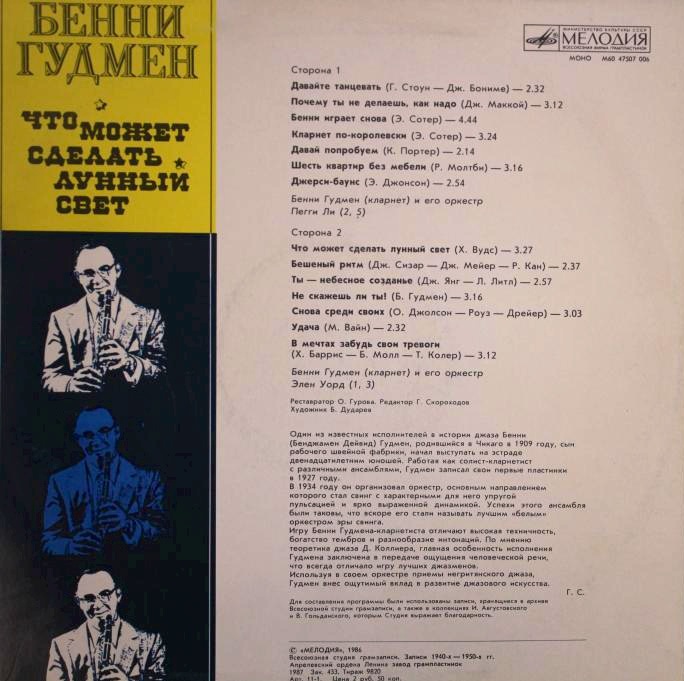 БЕННИ
ГУДМЕН
ЧТО
МОЖЕТ
СДЕЛАТЬ
ЛУННЫЙ
СВЕТ
МИНИСТЕРСТВО КУЛЬТУРЫ СССР
МЕЛОДИЯ
ВСЕСОЮЗНАЯ ФИРМА ГРАМПЛАСТИНОК
МОНО М60 47507 006
Сторона 1
Давайте танцевать (Г. Стоун — Дж. Бониме) — 2.32
Почему ты не делаешь, как надо (Дж. Маккой) — 3.12
Бенни играет снова (Э. Сотер) — 4.44
Кларнет по-королевски (Э. Сотер) — 3.24
Давай попробуем (К. Портер) — 2.14
Шесть квартир без мебели (Р. Молтби) — 3.16
Джерси-баунс (Э. Джонсон) — 2.54
Бенни Гудмен (кларнет) и его оркестр
Пегги Ли (2, 5)
Сторона 2
Что может сделать лунный свет (Х. Вудс) — 3.27
Бешеный ритм (Дж. Сизар — Дж. Мейер — Р. Кан) — 2.37
Ты — небесное созданье (Дж. Янг — Л. Литл) — 2.57
Не скажешь ли ты! (Б. Гудмен) — 3.16
Снова среди своих (О. Джолсон — Роуз — Дрейер) — 3.03
Удача (М. Вайн) — 2.32
В мечтах забудь свои тревоги
(Х. Баррис — Б. Молл — Т. Колер) — 3.12
Бенни Гудмен (кларнет) и его оркестр
Элен Уорд (1, 3)
Реставратор О. Гурова. Редактор Г. Скороходов
Художник Б. Дударев
Один из известных исполнителей в истории джаза Бенни
(Бенджамен Дейвид) Гудмен, родившийся в Чикаго в 1909 году, сын
рабочего швейной фабрики, начал выступать на эстраде
двенадцатилетним юношей. Работая как солист-кларнетист
с различными ансамблями, Гудмен записал свои первые пластинки
в 1927 году.
В 1934 году он организовал оркестр, основным направлением
которого стал свинг с характерными для него упругой
пульсацией и ярко выраженной динамикой. Успехи этого ансамбля
были таковы, что вскоре его стали называть лучшим «белым»
оркестром эры свинга.
Игру Бенни Гудмена-кларнетиста отличают высокая техничность,
богатство тембров и разнообразие интонаций. По мнению
теоретика джаза Д. Коллиера, главная особенность исполнения
Гудмена заключена в передаче ощущения человеческой речи,
что всегда отличало игру лучших джазменов.
Используя в своем оркестре приемы негритянского джаза,
Гудмен внес ощутимый вклад в развитие джазового искусства.
Г. С.
Для составления программы были использованы записи, хранящиеся в архиве
Всесоюзной студии грамзаписи, а также в коллекциях И. Августовского
и В. Гольданского, которым Студия выражает благодарность.
© «МЕЛОДИЯ», 1986
Всесоюзная студия грамзаписи. Записи 1940-х — 1950-х гг.
Апрелевский ордена Ленина завод грампластинок
1987 Зак. 433. Тираж 9820
Арт. 11-1. Цена 2 руб. 50 коп.